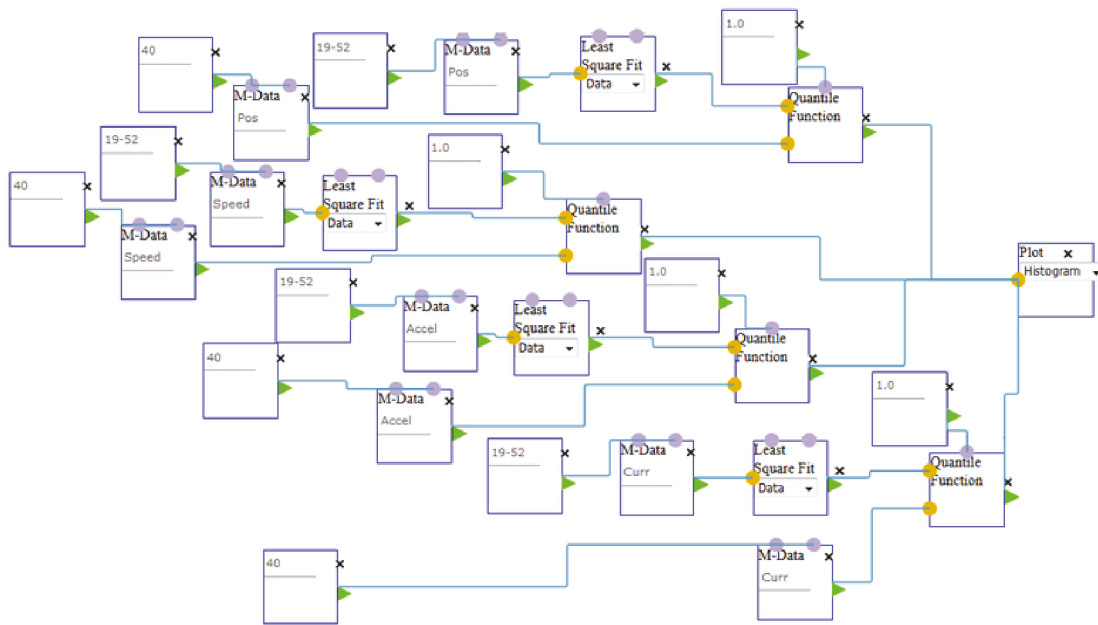 1.0
40
19-52
M-Data
Pos
Least
Square Fit
Data
Quantile
Function
M-Data
Pos
19-52
1.0
40
M-Data
Speed
Least
Square Fit
Data
Quantile
Function
M-Data
Speed
Plot
Histogram
19-52
1.0
M-Data
Accel
Least
Square Fit
Data
Quantile
Function
40
M-Data
Accel
1.0
19-52
M-Data
Curr
Least
Square Fit
Data
Quantile
Function
40
M-Data
Curr